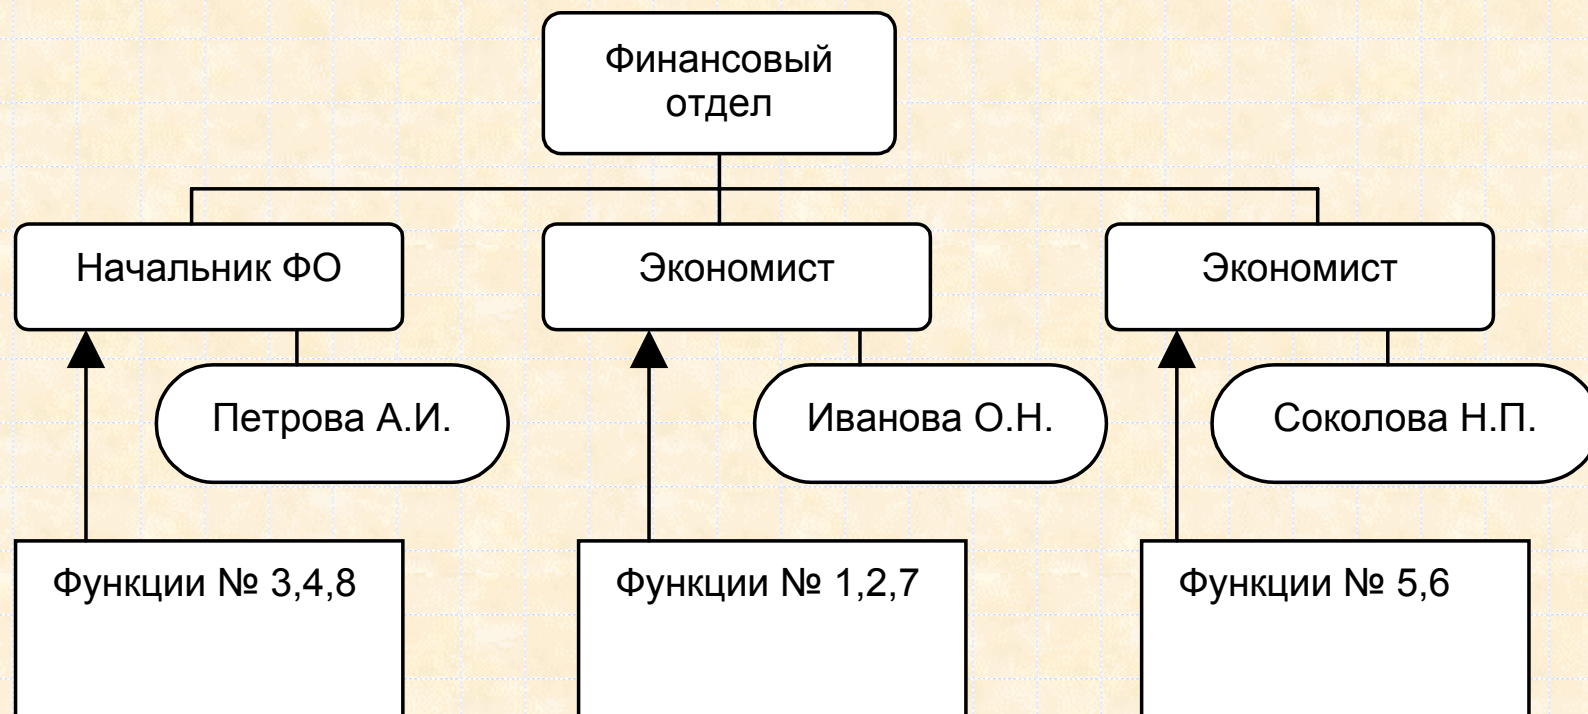 Финансовый
отдел
Начальник ФО
Экономист
Экономист
Петрова А.И.
Иванова О.Н.
Соколова Н.П.
Функции № 3,4,8
Функции № 1,2,7
Функции № 5,6